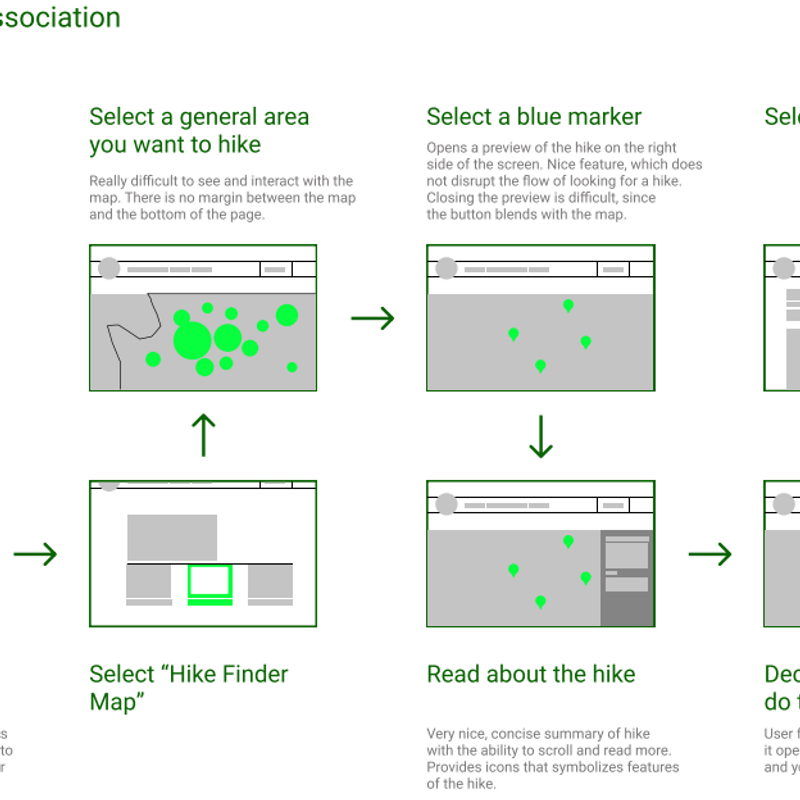 ssociation
Select a general area
you want to hike
Really difficult to see and interact with the
map. There is no margin between the map
and the bottom of the page.
Select a blue marker
Opens a preview of the hike on the right
side of the screen. Nice feature, which does
not disrupt the flow of looking for a hike.
Closing the preview is difficult, since
the button blends with the map.
Sel
Select “Hike Finder
Map”
Read about the hike
Very nice, concise summary of hike
with the ability to scroll and read more.
Provides icons that symbolizes features
of the hike.
Dec
do
User f
it ope
and yo
s
to
r